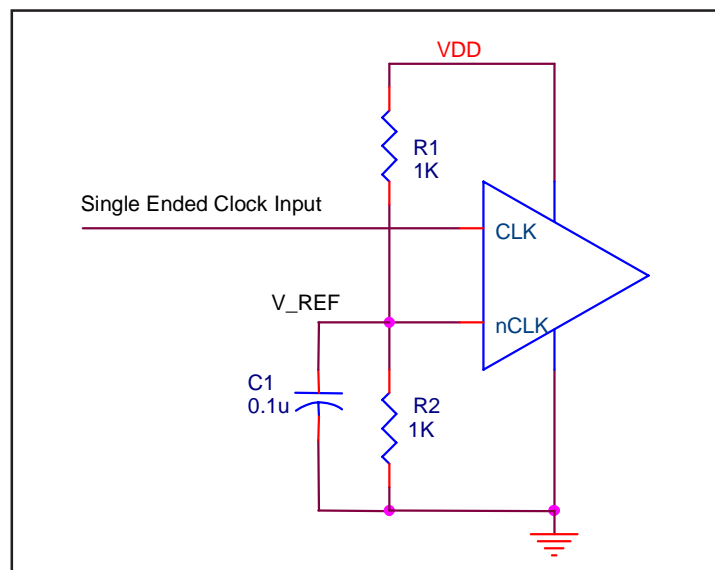 VDD
R1
1K
Single Ended Clock Input
CLK
V_REF
nCLK
C1
0.1u
R2
1K